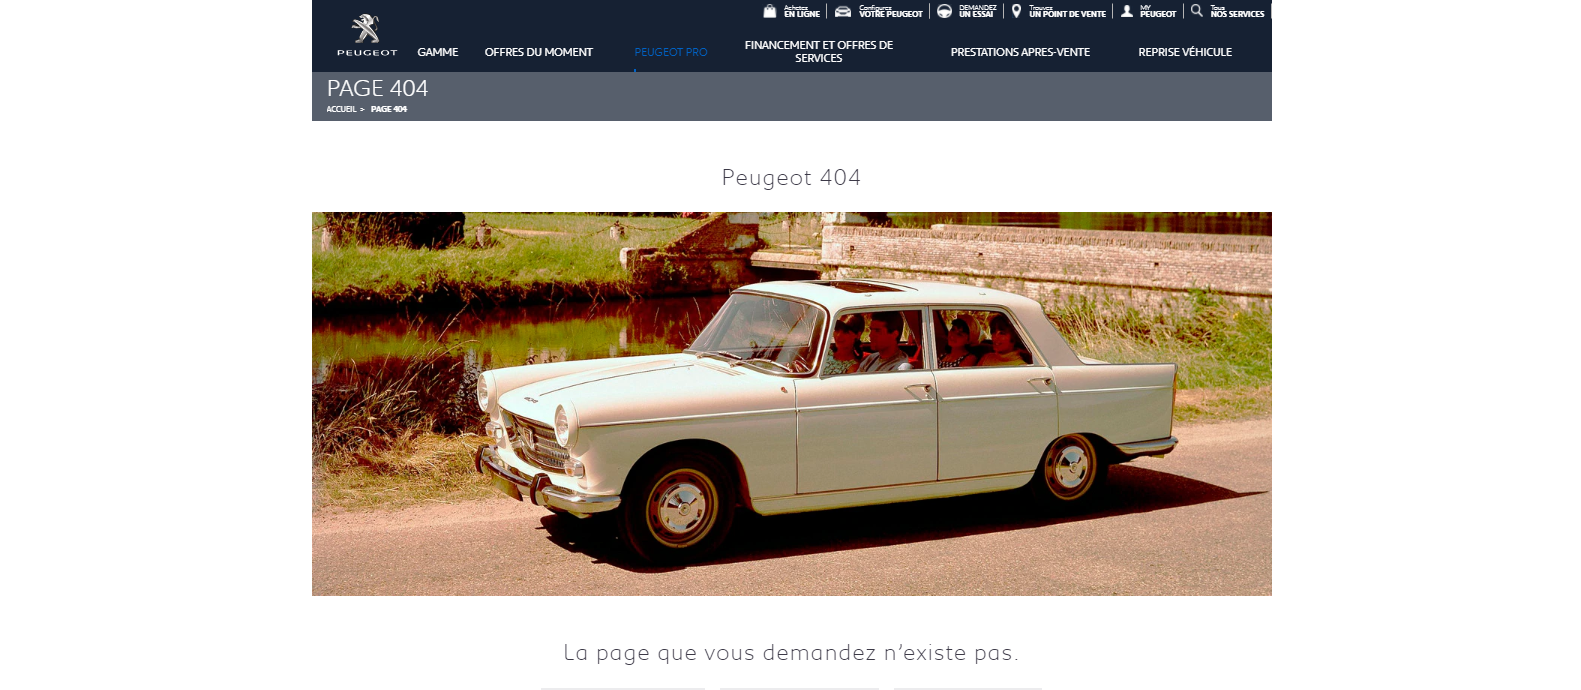 Achetez
EN LIGNE
Configurez
VOTRE PEUGEOT
DEMANDEZ
UN ESSAI
Trouvez
UN POINT DE VENTE
MY
PEUGEOT
Tous
NOS SERVICES
PEUGEOT
GAMME
OFFRES DU MOMENT
PEUGEOT PRO
FINANCEMENT ET OFFRES DE
SERVICES
PRESTATIONS APRES-VENTE
REPRISE VÉHICULE
PAGE 404
ACCUEIL > PAGE 404
Peugeot 404
La page que vous demandez n’existe pas.